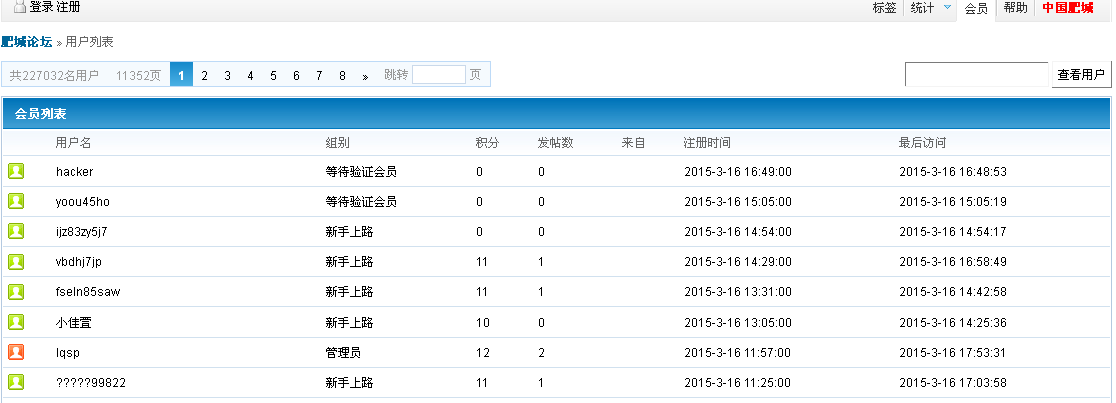 登录 注册 标签 统计 会员 帮助 中国肥城
肥城论坛 » 用户列表
共227032名用户 11352页 1 2 3 4 5 6 7 8 » 跳转 页 查看用户
会员列表
用户名 组别 积分 发帖数 来自 注册时间 最后访问
hacker 等待验证会员 0 0 2015-3-16 16:49:00 2015-3-16 16:48:53
yoou45ho 等待验证会员 0 0 2015-3-16 15:05:00 2015-3-16 15:05:19
ijz83zy5j7 新手上路 0 0 2015-3-16 14:54:00 2015-3-16 14:54:17
vbdhj7jp 新手上路 11 1 2015-3-16 14:29:00 2015-3-16 16:58:49
fseln85saw 新手上路 11 1 2015-3-16 13:31:00 2015-3-16 14:42:58
小佳萱 新手上路 10 0 2015-3-16 13:05:00 2015-3-16 14:25:36
lqsp 管理员 12 2 2015-3-16 11:57:00 2015-3-16 17:53:31
?????99822 新手上路 11 1 2015-3-16 11:25:00 2015-3-16 17:03:58